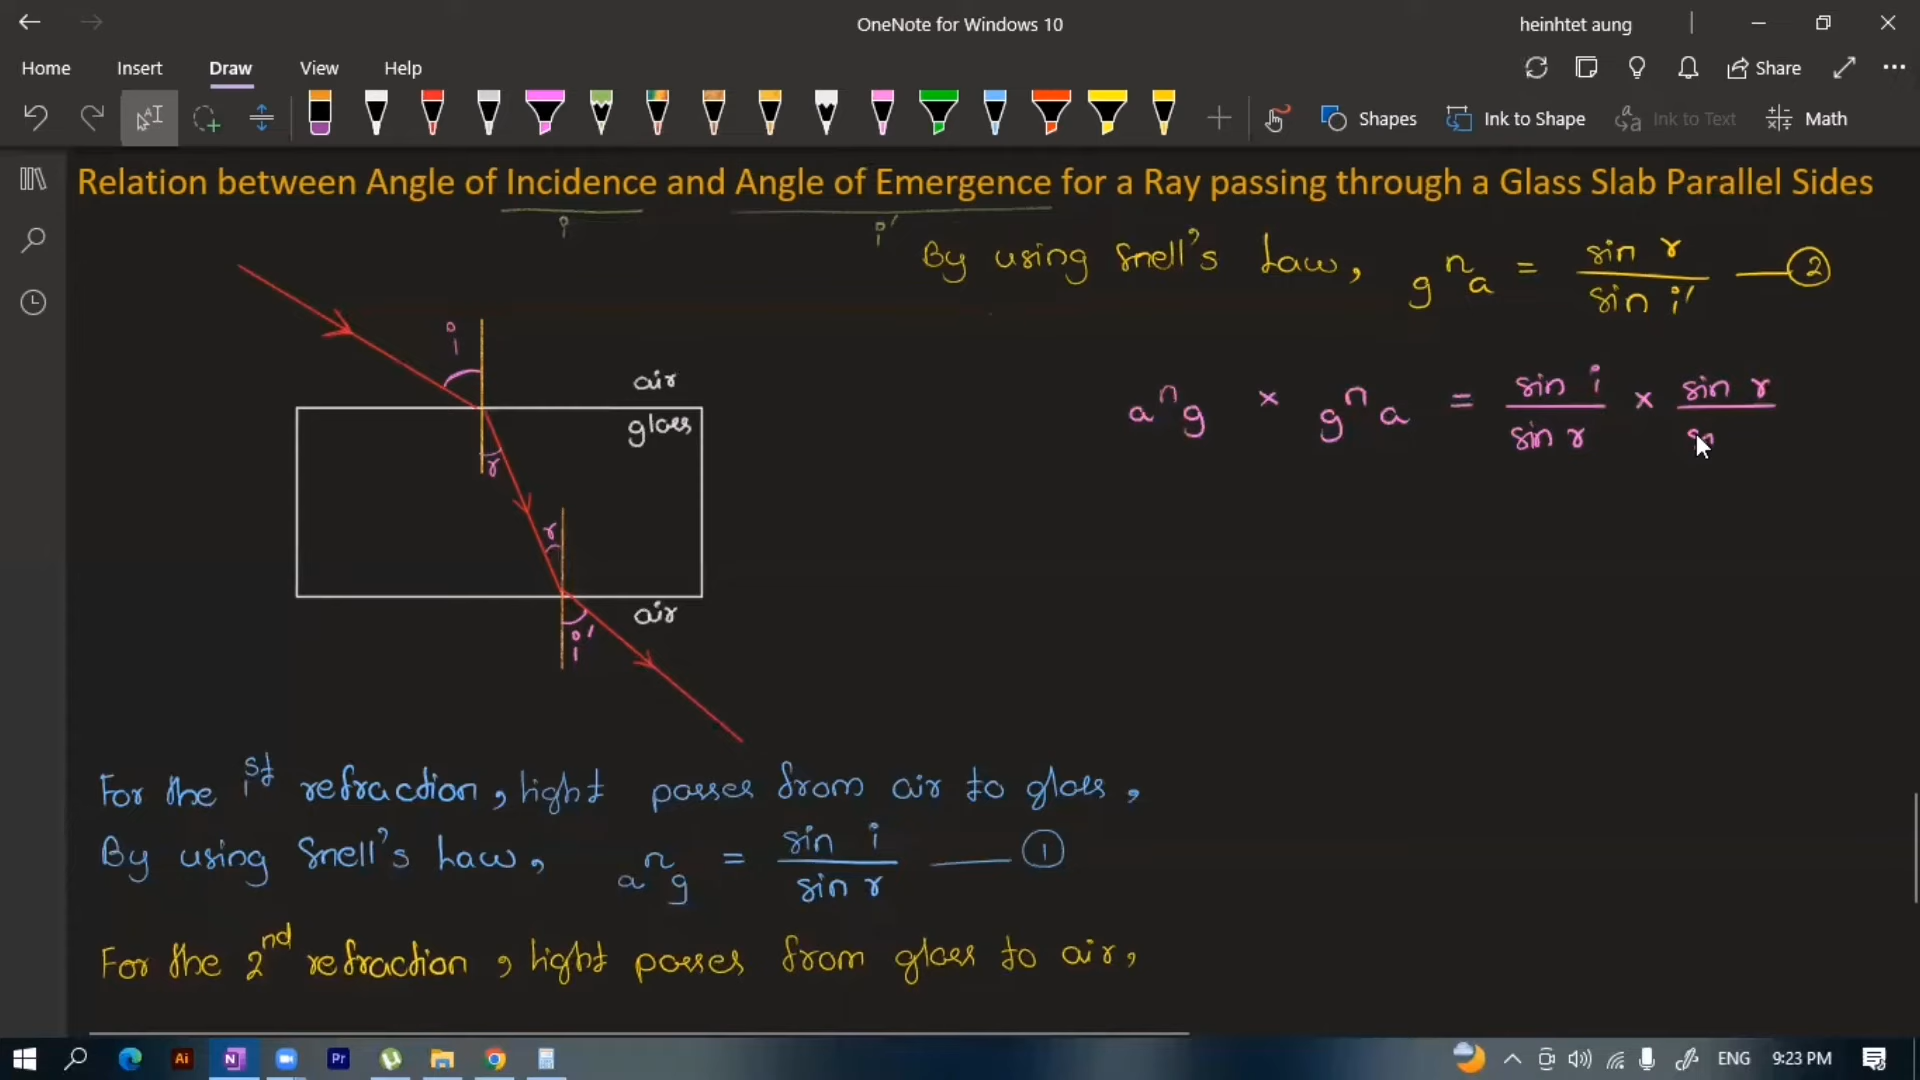 OneNote for Windows 10
heinhtet aung
Home Insert Draw View Help
Share
Shapes Ink to Shape Ink to Text Math
Relation between Angle of Incidence and Angle of Emergence for a Ray passing through a Glass Slab Parallel Sides
i i'
By using Snell's Law, gna = sin r / sin i' — 2
i
air
glass
ang × gna = sin i / sin r × sin r / si
r
r
air
i'
For the 1st refraction, light passes from air to glass,
By using Snell's Law, ang = sin i / sin r — 1
For the 2nd refraction, light passes from glass to air,
Ai N Pr
ENG 9:23 PM